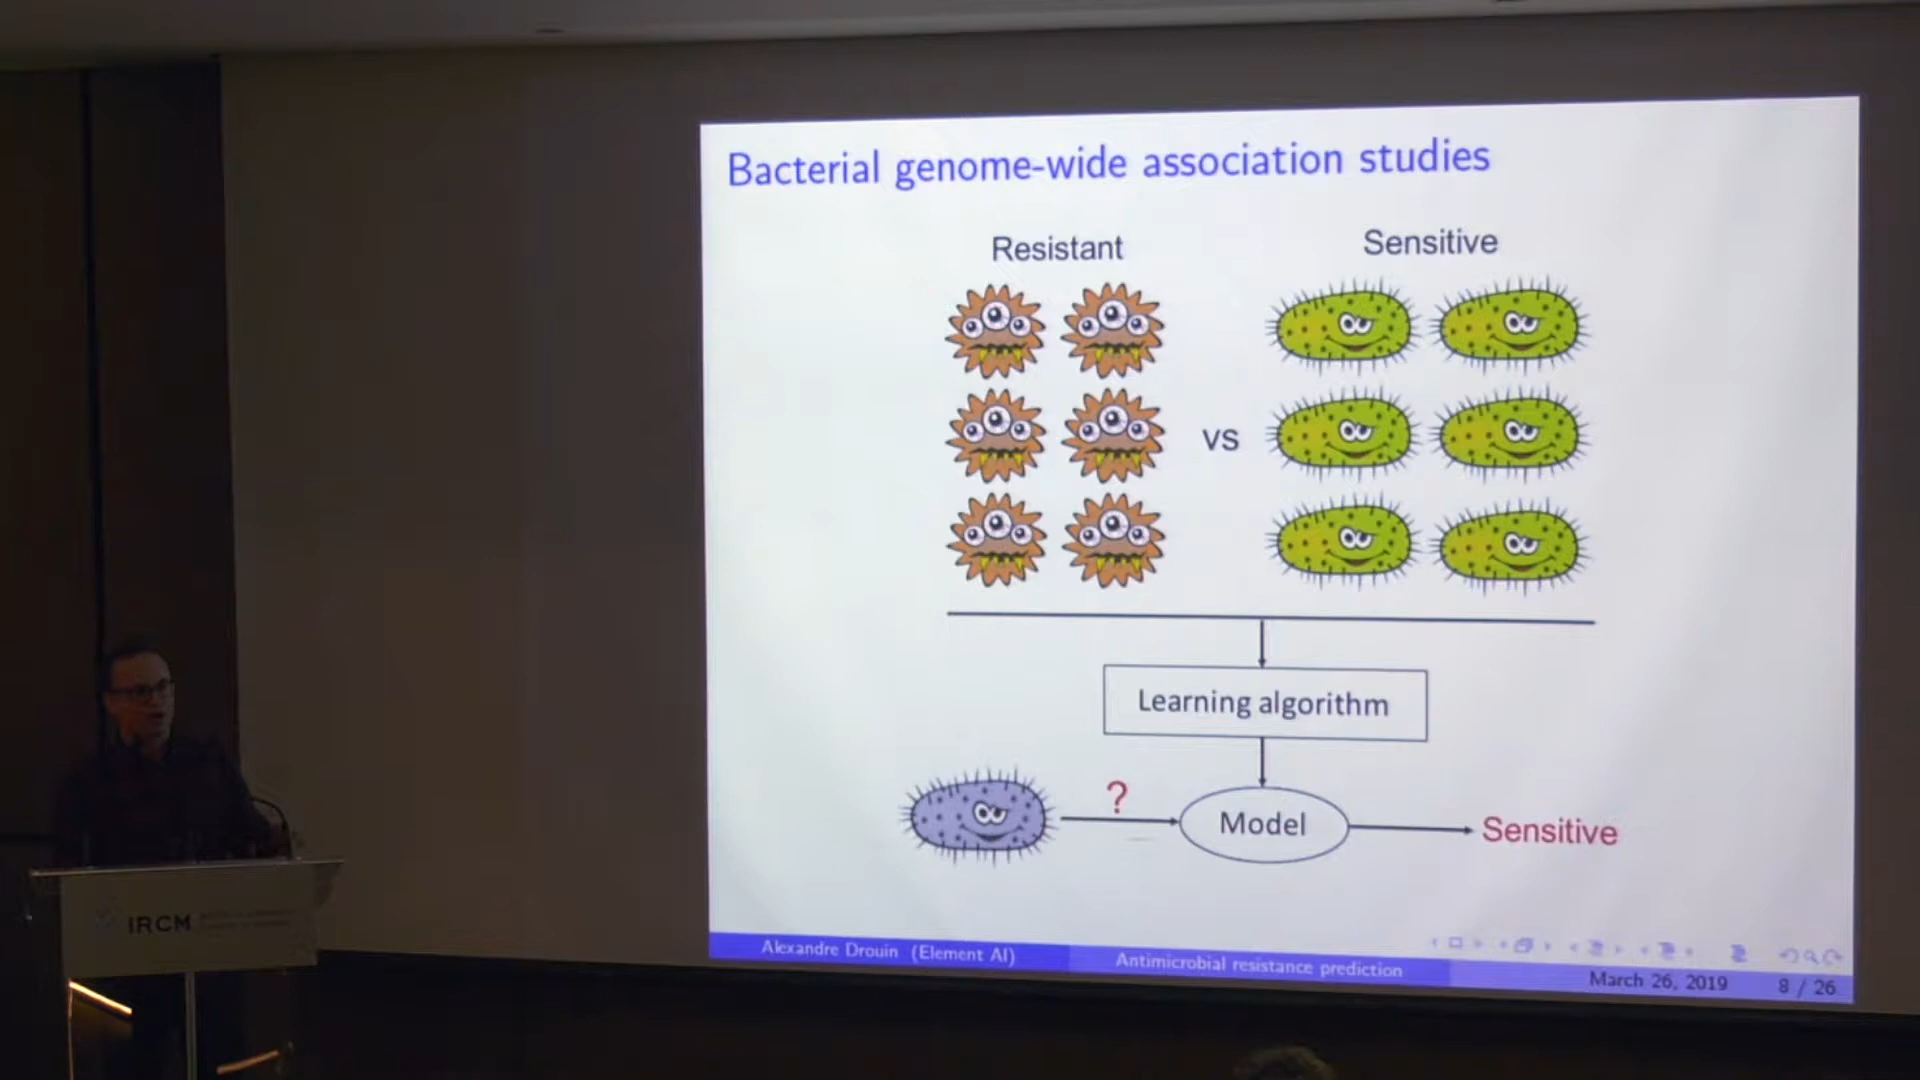 Bacterial genome-wide association studies
Resistant
Sensitive
vs
Learning algorithm
?
Model
Sensitive
Alexandre Drouin (Element AI)
Antimicrobial resistance prediction
March 26, 2019
8 / 26
IRCM